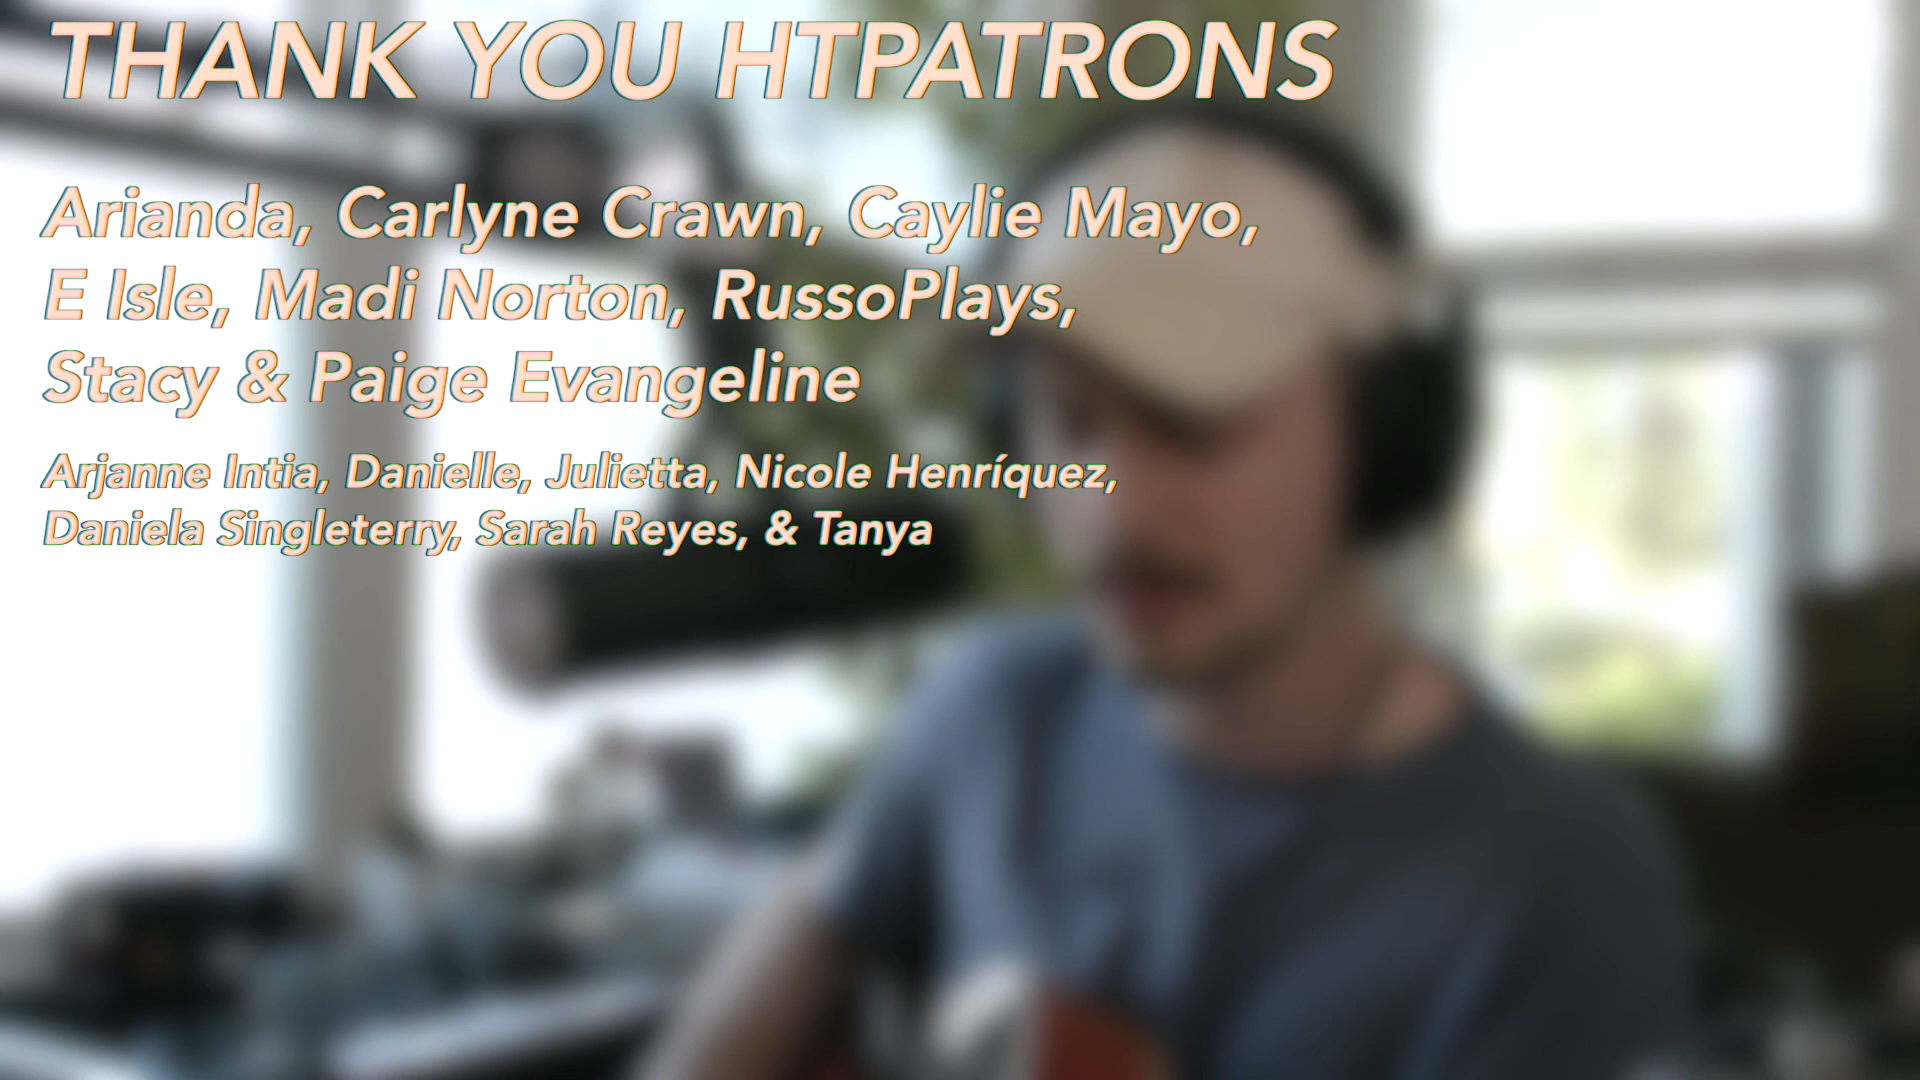 THANK YOU HTPATRONS
Arianda, Carlyne Crawn, Caylie Mayo,
E Isle, Madi Norton, RussoPlays,
Stacy & Paige Evangeline
Arjanne Intia, Danielle, Julietta, Nicole Henríquez,
Daniela Singleterry, Sarah Reyes, & Tanya